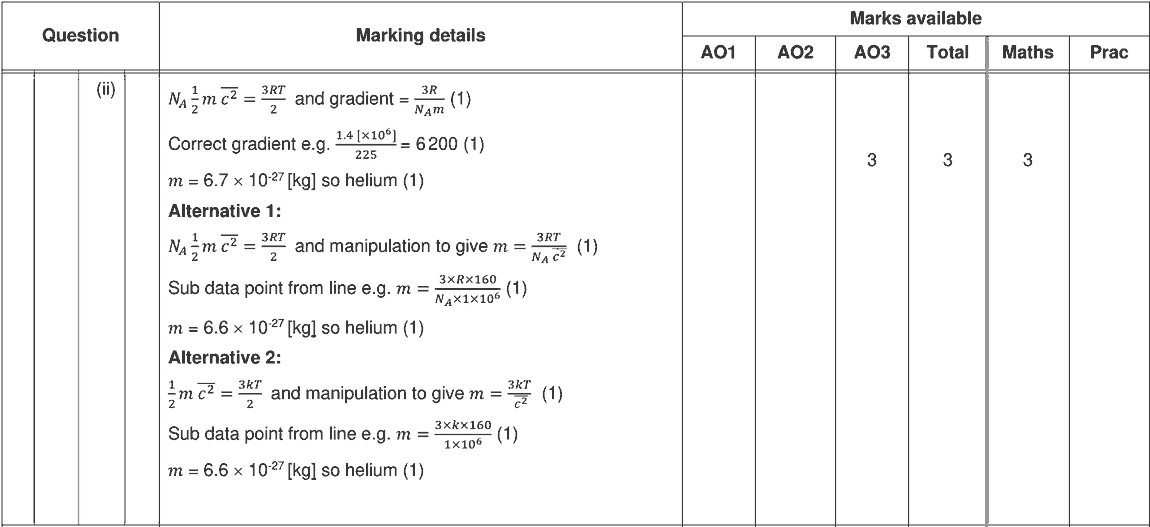 Question Marking details Marks available
AO1 AO2 AO3 Total Maths Prac
(ii) N_A 1/2 m c̅²̅ = 3RT/2 and gradient = 3R/N_A m (1)
Correct gradient e.g. 1.4 [×10⁶]/225 = 6 200 (1)
3 3 3
m = 6.7 × 10⁻²⁷ [kg] so helium (1)
Alternative 1:
N_A 1/2 m c̅²̅ = 3RT/2 and manipulation to give m = 3RT/N_A c̅²̅ (1)
Sub data point from line e.g. m = 3×R×160/N_A×1×10⁶ (1)
m = 6.6 × 10⁻²⁷ [kg] so helium (1)
Alternative 2:
1/2 m c̅²̅ = 3kT/2 and manipulation to give m = 3kT/c̅²̅ (1)
Sub data point from line e.g. m = 3×k×160/1×10⁶ (1)
m = 6.6 × 10⁻²⁷ [kg] so helium (1)